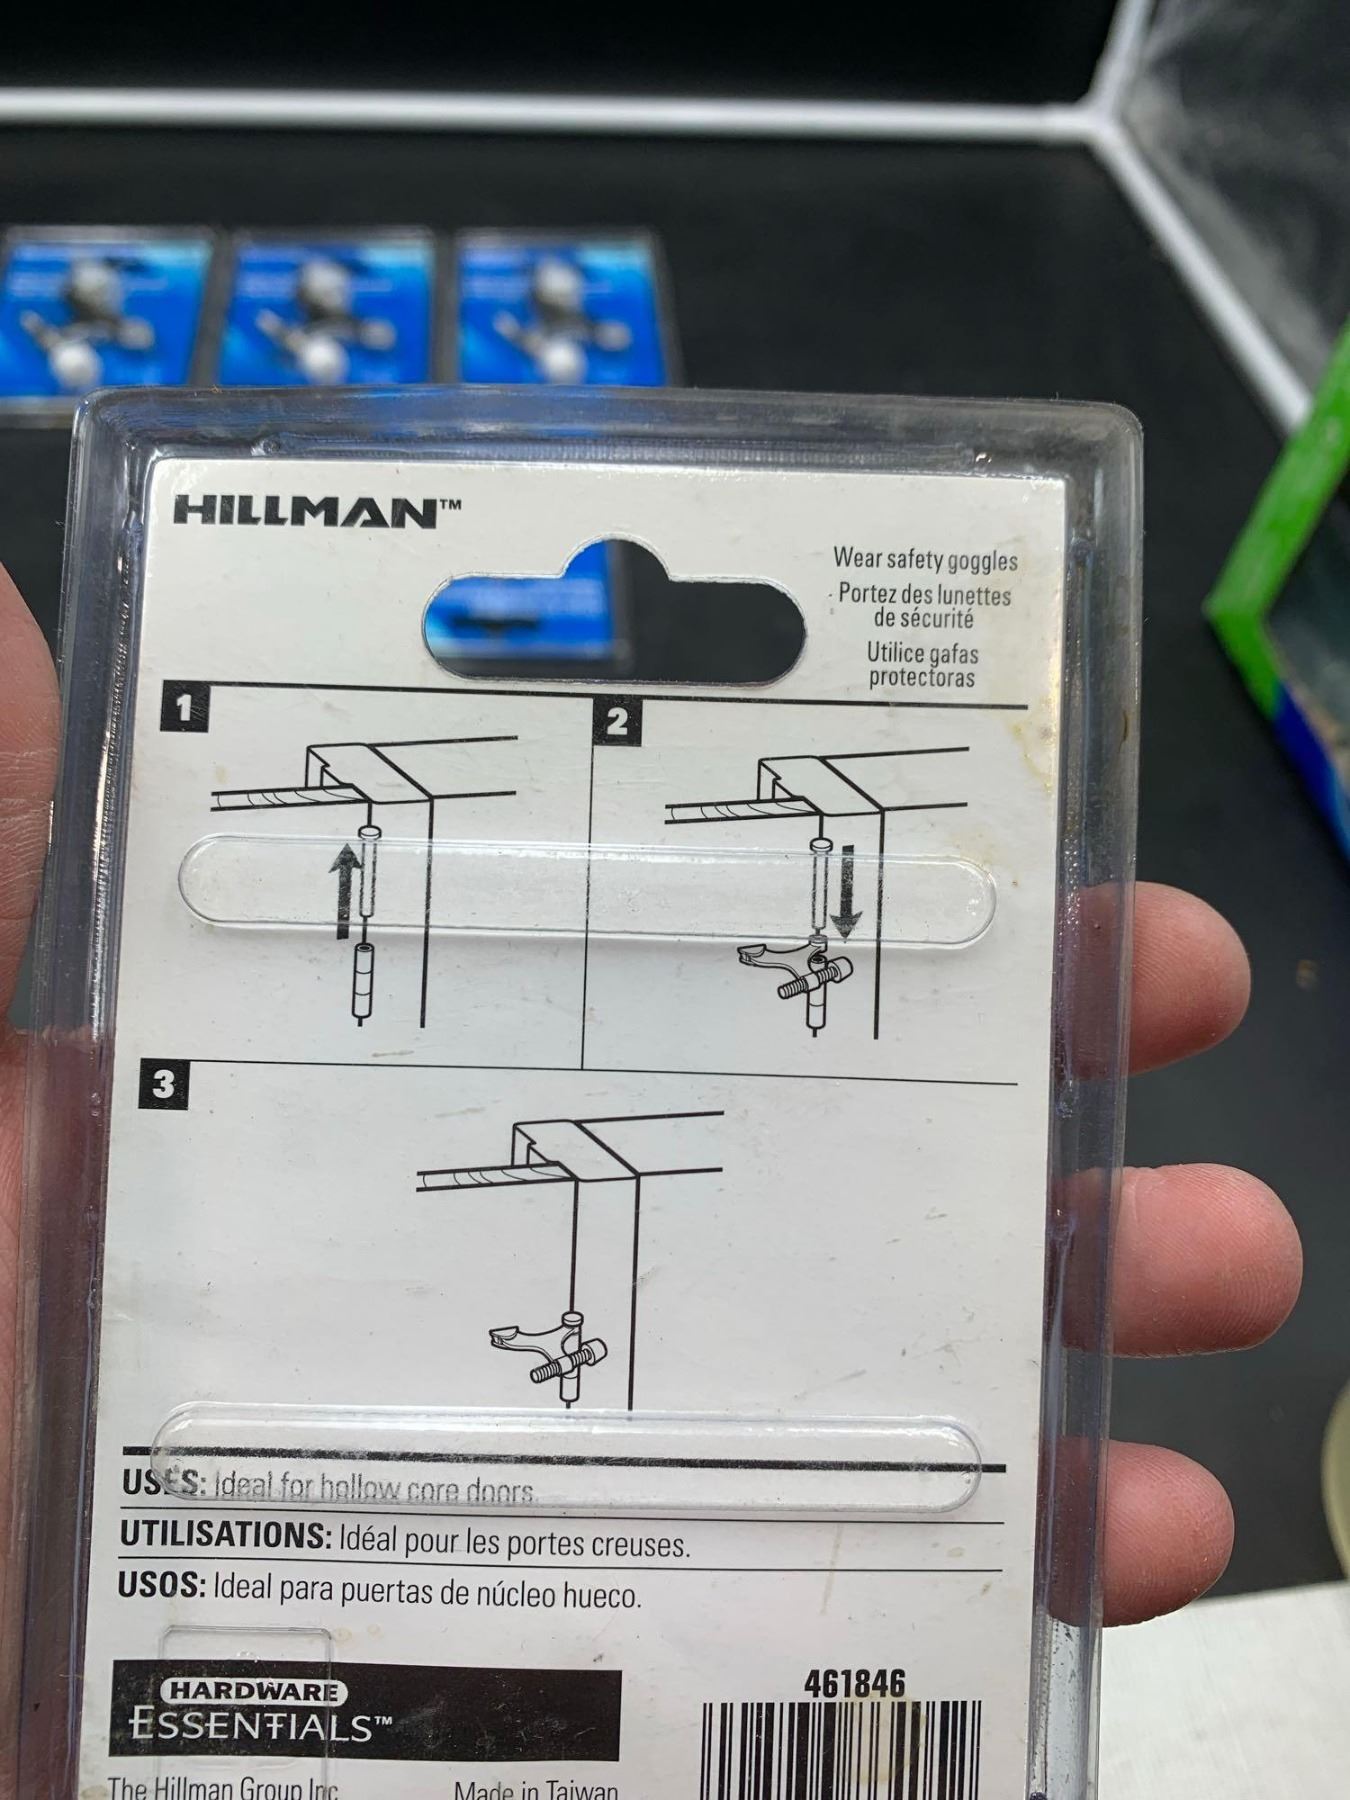 HILLMAN™
Wear safety goggles
Portez des lunettes
de sécurité
Utilice gafas
protectoras
1
2
3
USES: Ideal for hollow core doors.
UTILISATIONS: Idéal pour les portes creuses.
USOS: Ideal para puertas de núcleo hueco.
HARDWARE
ESSENTIALS™
461846
The Hillman Group Inc
Made in Taiwan